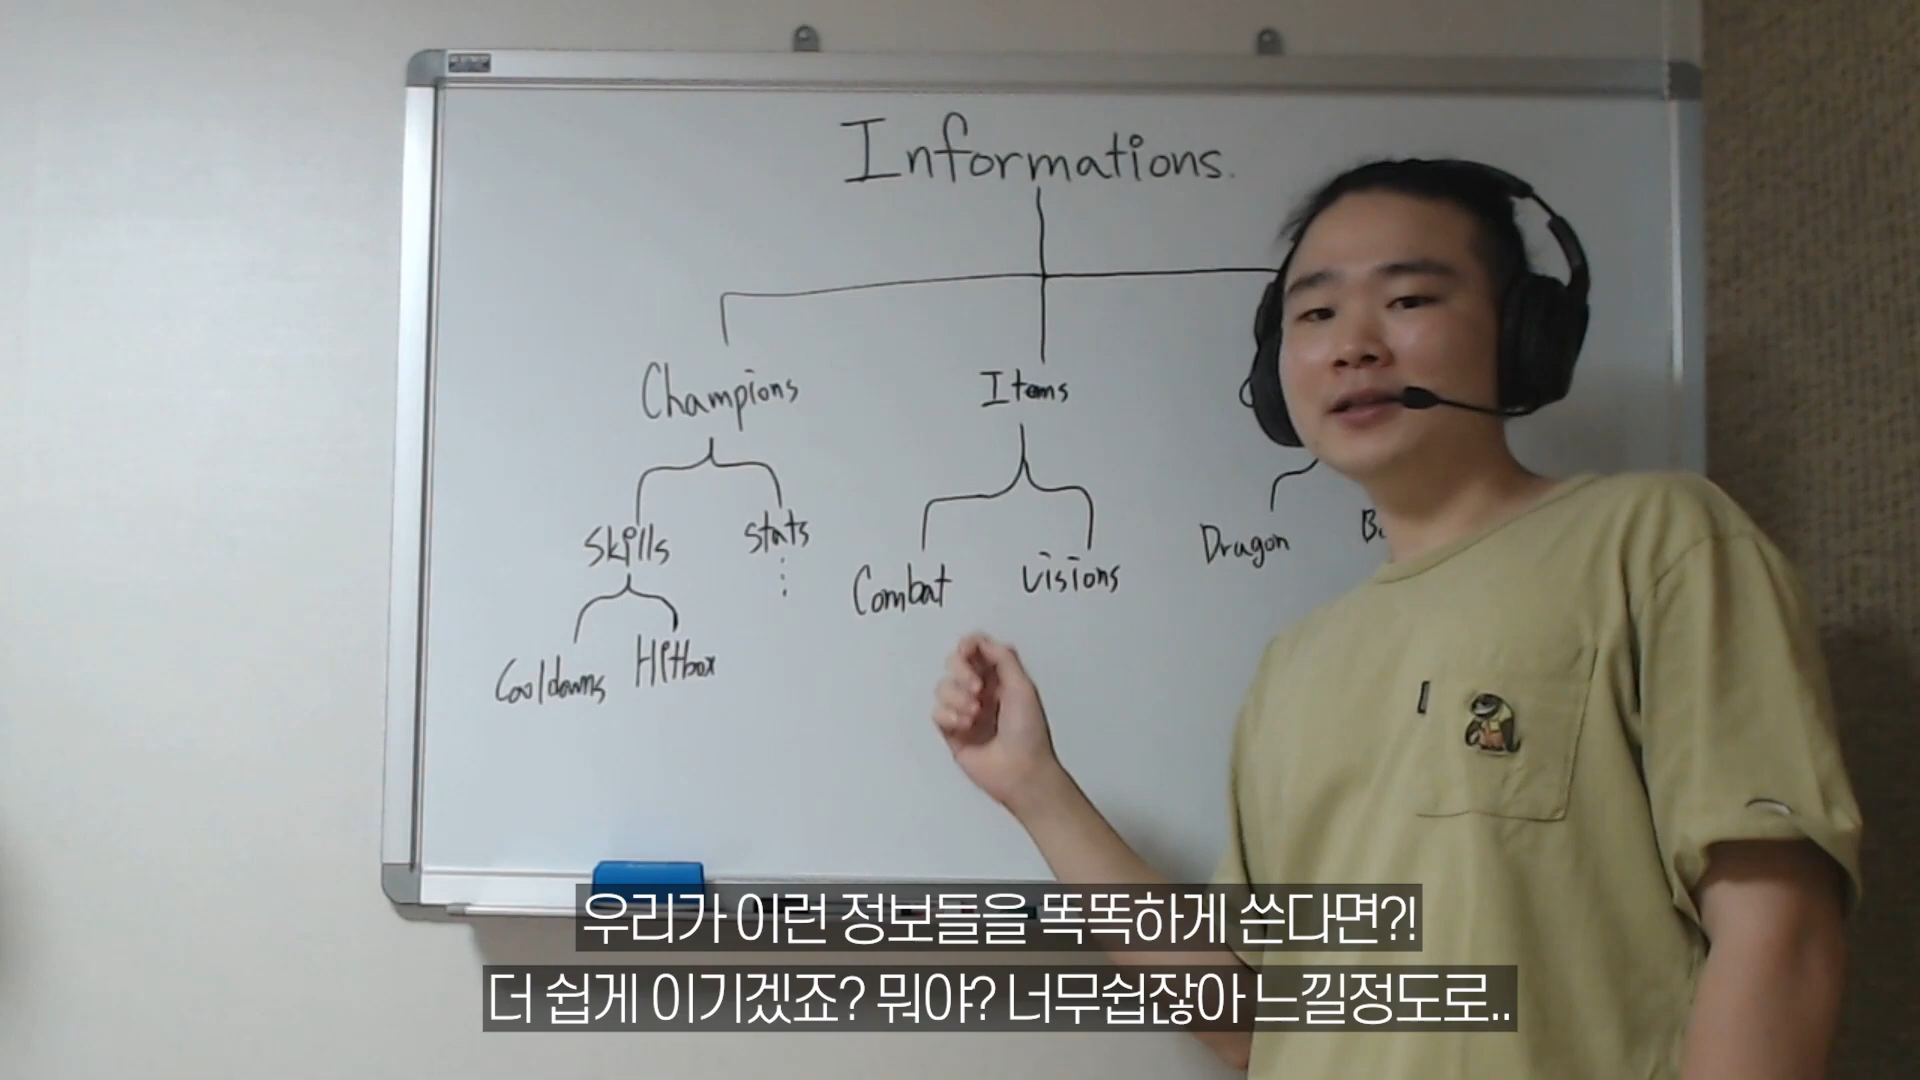 Informations.
Champions
Items
Skills
stats
Combat
Visions
Dragon
Cooldowns
Hitbox
우리가 이런 정보들을 똑똑하게 쓴다면?!
더 쉽게 이기겠죠? 뭐야? 너무쉽잖아 느낄정도로..